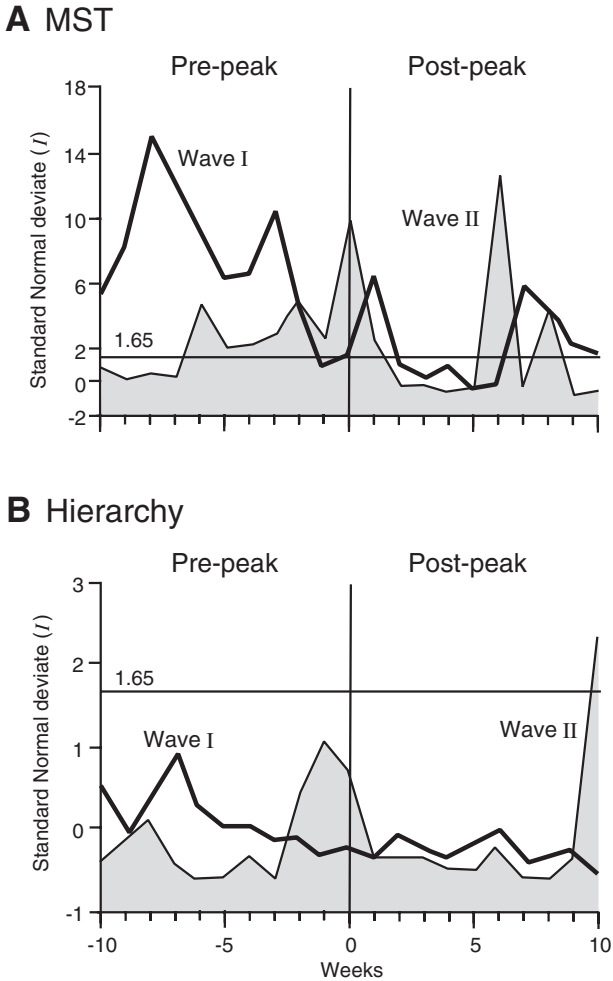 A MST
Pre-peak Post-peak
Standard Normal deviate (I)
18
14
10
6
2
0
-2
Wave I
Wave II
1.65
B Hierarchy
Pre-peak Post-peak
Standard Normal deviate (I)
3
2
1
0
-1
1.65
Wave I
Wave II
-10 -5 0 5 10
Weeks